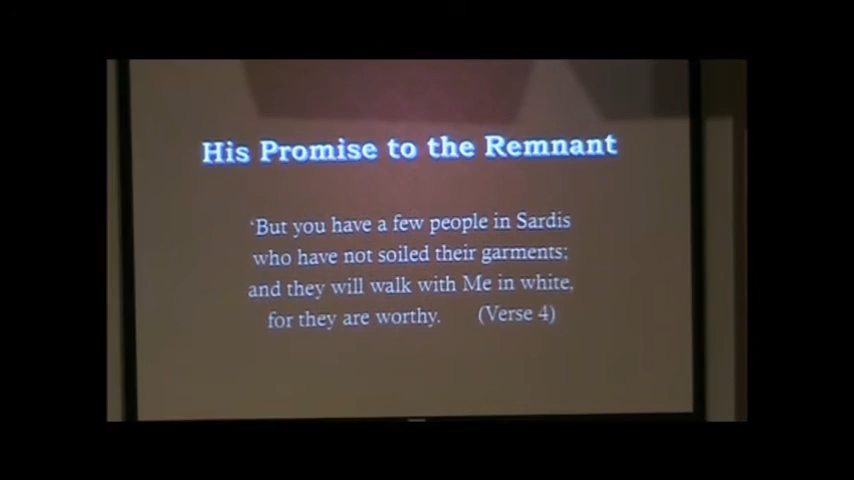 His Promise to the Remnant
‘But you have a few people in Sardis
who have not soiled their garments;
and they will walk with Me in white,
for they are worthy. (Verse 4)